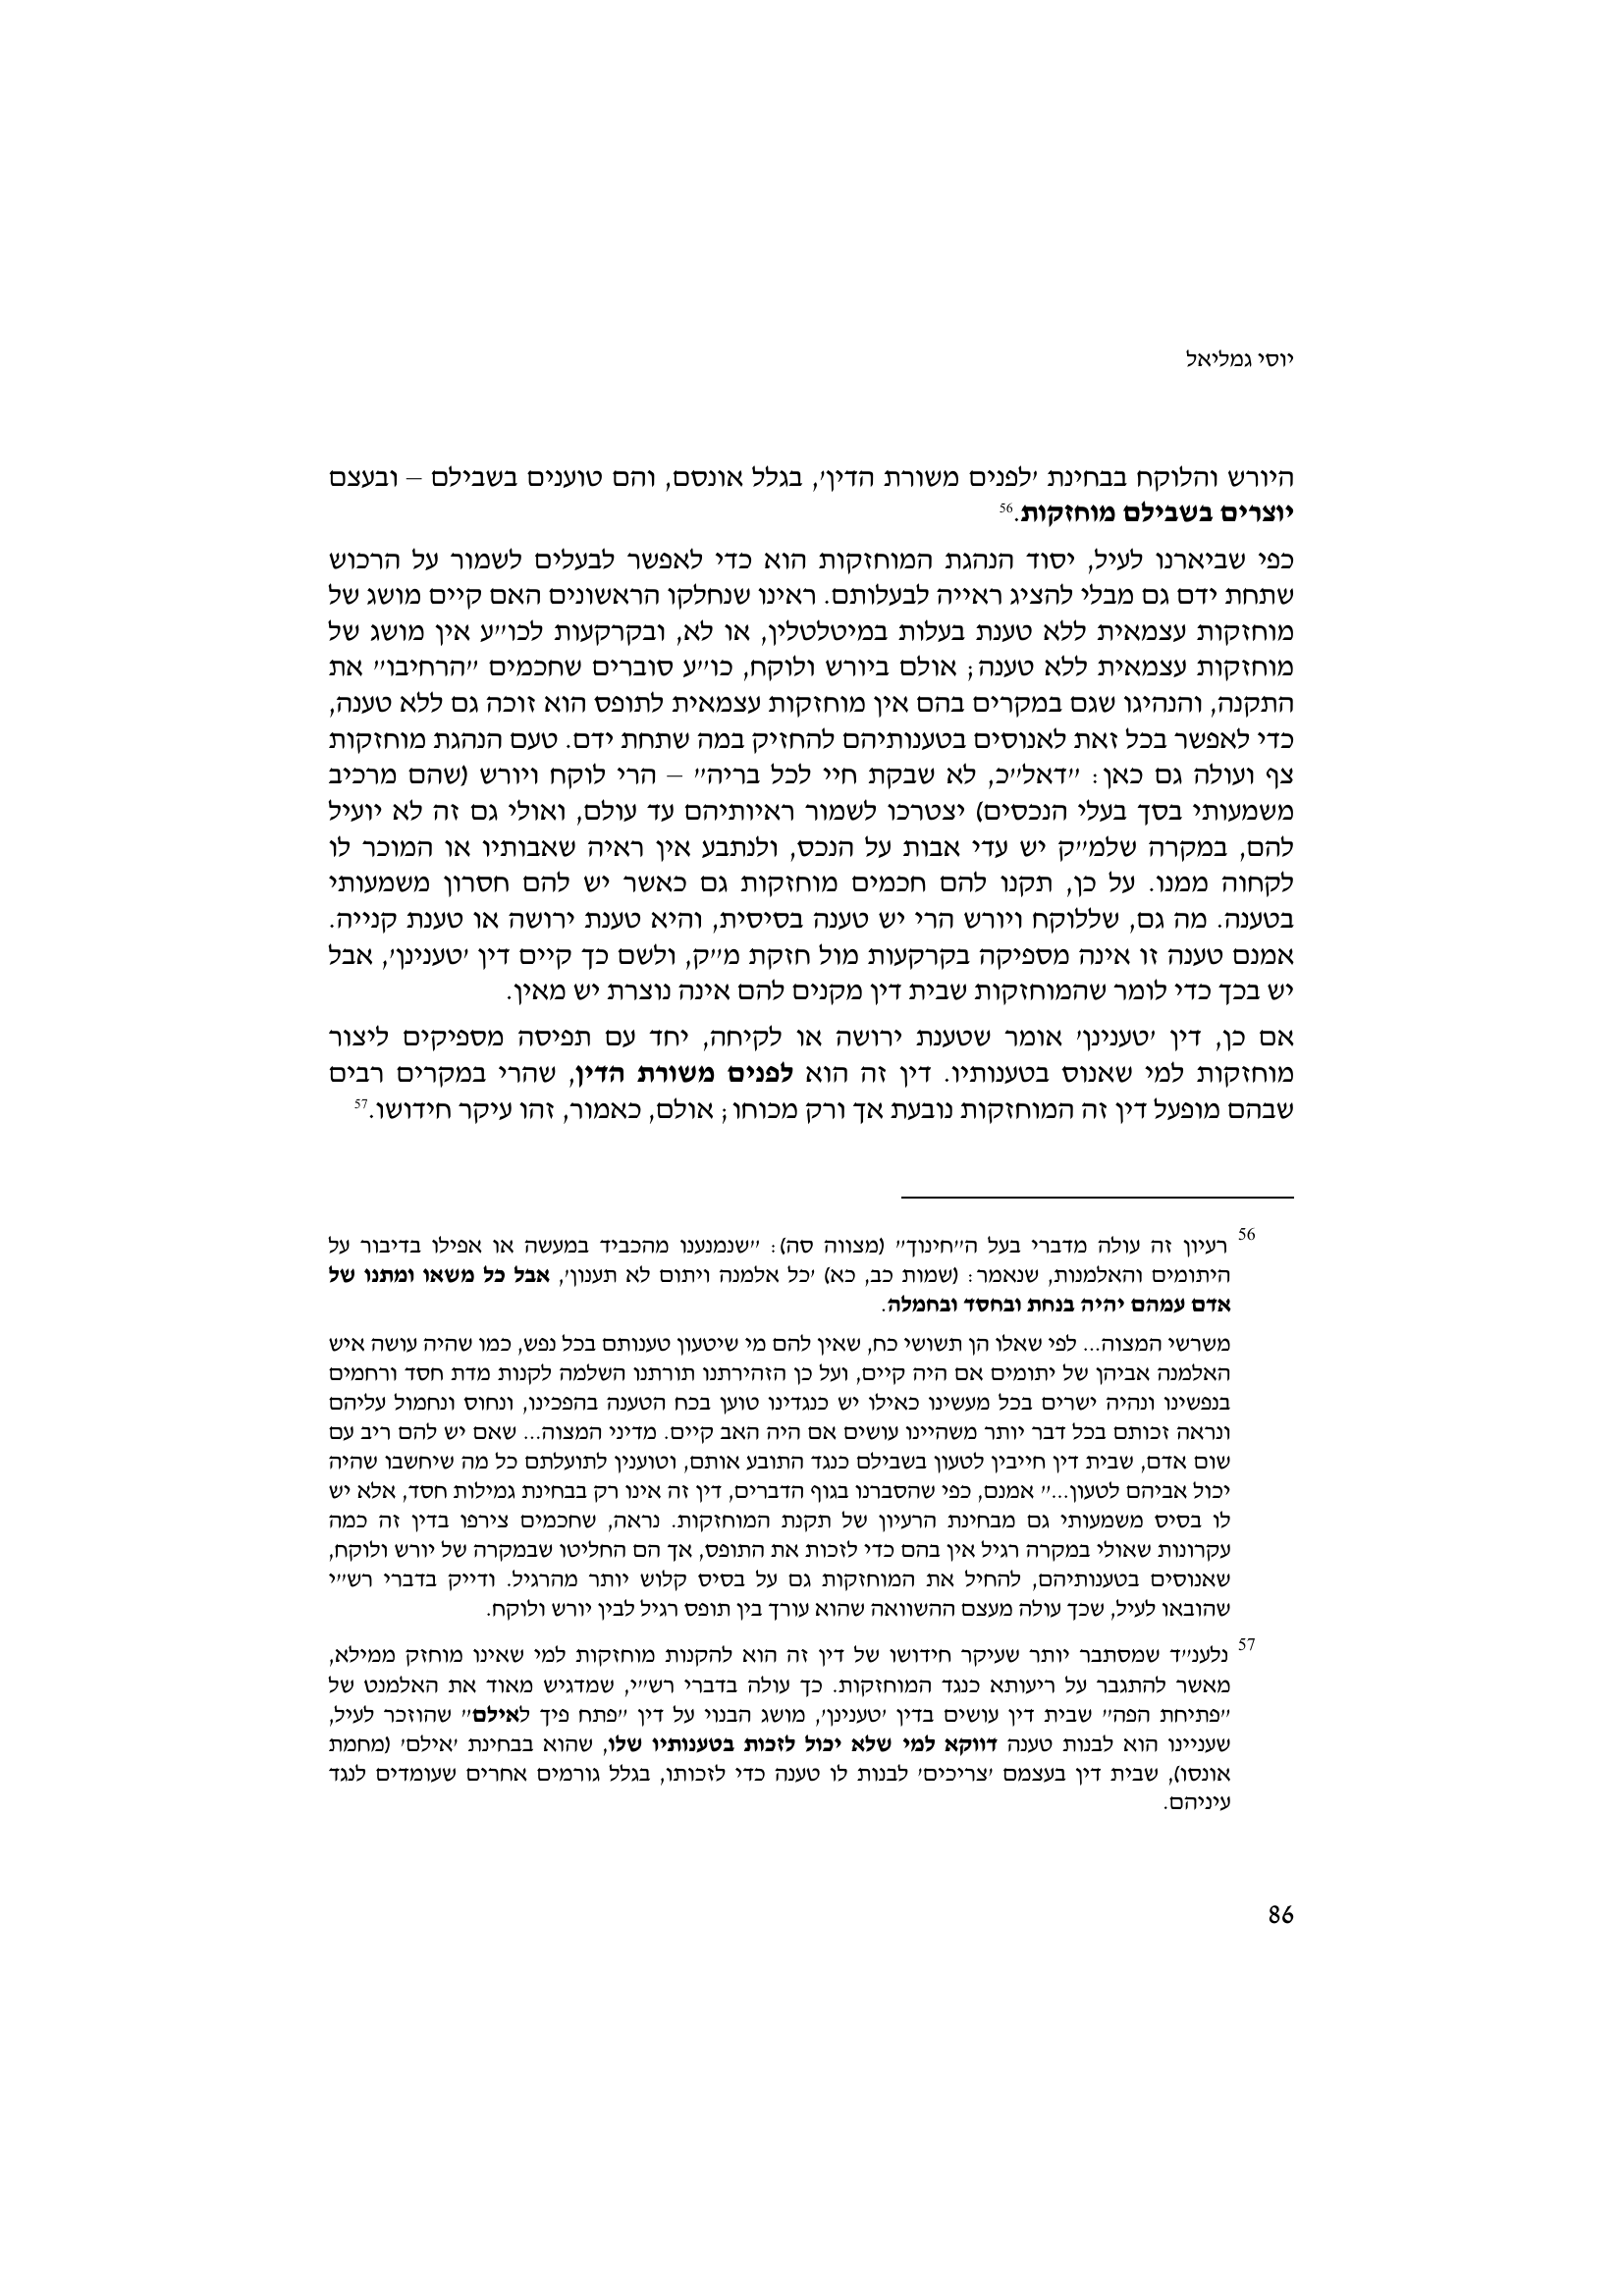 יוסי גמליאל
היורש והלוקח בבחינת 'לפנים משורת הדין', בגלל אונסם, והם טוענים בשבילם – ובעצם
יוצרים בשבילם מוחזקות.56
כפי שביארנו לעיל, יסוד הנהגת המוחזקות הוא כדי לאפשר לבעלים לשמור על הרכוש
שתחת ידם גם מבלי להציג ראייה לבעלותם. ראינו שנחלקו הראשונים האם קיים מושג של
מוחזקות עצמאית ללא טענת בעלות במיטלטלין, או לא, ובקרקעות לכו"ע אין מושג של
מוחזקות עצמאית ללא טענה; אולם ביורש ולוקח, כו"ע סוברים שחכמים "הרחיבו" את
התקנה, והנהיגו שגם במקרים בהם אין מוחזקות עצמאית לתופס הוא זוכה גם ללא טענה,
כדי לאפשר בכל זאת לאנוסים בטענותיהם להחזיק במה שתחת ידם. טעם הנהגת מוחזקות
צף ועולה גם כאן: "דאל"כ, לא שבקת חיי לכל בריה" – הרי לוקח ויורש (שהם מרכיב
משמעותי בסך בעלי הנכסים) יצטרכו לשמור ראיותיהם עד עולם, ואולי גם זה לא יועיל
להם, במקרה שלמ"ק יש עדי אבות על הנכס, ולנתבע אין ראיה שאבותיו או המוכר לו
לקחוה ממנו. על כן, תקנו להם חכמים מוחזקות גם כאשר יש להם חסרון משמעותי
בטענה. מה גם, שללוקח ויורש הרי יש טענה בסיסית, והיא טענת ירושה או טענת קנייה.
אמנם טענה זו אינה מספיקה בקרקעות מול חזקת מ"ק, ולשם כך קיים דין 'טענינן', אבל
יש בכך כדי לומר שהמוחזקות שבית דין מקנים להם אינה נוצרת יש מאין.
אם כן, דין 'טענינן' אומר שטענת ירושה או לקיחה, יחד עם תפיסה מספיקים ליצור
מוחזקות למי שאנוס בטענותיו. דין זה הוא לפנים משורת הדין, שהרי במקרים רבים
שבהם מופעל דין זה המוחזקות נובעת אך ורק מכוחו; אולם, כאמור, זהו עיקר חידושו.57
56 רעיון זה עולה מדברי בעל ה"חינוך" (מצווה סה): "שנמנענו מהכביד במעשה או אפילו בדיבור על
היתומים והאלמנות, שנאמר: (שמות כב, כא) 'כל אלמנה ויתום לא תענון', אבל כל משאו ומתנו של
אדם עמהם יהיה בנחת ובחסד ובחמלה.
משרשי המצוה... לפי שאלו הן תשושי כח, שאין להם מי שיטעון טענותם בכל נפש, כמו שהיה עושה איש
האלמנה אביהן של יתומים אם היה קיים, ועל כן הזהירתנו תורתנו השלמה לקנות מדת חסד ורחמים
בנפשינו ונהיה ישרים בכל מעשינו כאילו יש כנגדינו טוען בכח הטענה בהפכינו, ונחוס ונחמול עליהם
ונראה זכותם בכל דבר יותר משהיינו עושים אם היה האב קיים. מדיני המצוה... שאם יש להם ריב עם
שום אדם, שבית דין חייבין לטעון בשבילם כנגד התובע אותם, וטוענין לתועלתם כל מה שיחשבו שהיה
יכול אביהם לטעון..." אמנם, כפי שהסברנו בגוף הדברים, דין זה אינו רק בבחינת גמילות חסד, אלא יש
לו בסיס משמעותי גם מבחינת הרעיון של תקנת המוחזקות. נראה, שחכמים צירפו בדין זה כמה
עקרונות שאולי במקרה רגיל אין בהם כדי לזכות את התופס, אך הם החליטו שבמקרה של יורש ולוקח,
שאנוסים בטענותיהם, להחיל את המוחזקות גם על בסיס קלוש יותר מהרגיל. ודייק בדברי רש"י
שהובאו לעיל, שכך עולה מעצם ההשוואה שהוא עורך בין תופס רגיל לבין יורש ולוקח.
57 נלענ"ד שמסתבר יותר שעיקר חידושו של דין זה הוא להקנות מוחזקות למי שאינו מוחזק ממילא,
מאשר להתגבר על ריעותא כנגד המוחזקות. כך עולה בדברי רש"י, שמדגיש מאוד את האלמנט של
"פתיחת הפה" שבית דין עושים בדין 'טענינן', מושג הבנוי על דין "פתח פיך לאילם" שהוזכר לעיל,
שעניינו הוא לבנות טענה דווקא למי שלא יכול לזכות בטענותיו שלו, שהוא בבחינת 'אילם' (מחמת
אונסו), שבית דין בעצמם 'צריכים' לבנות לו טענה כדי לזכותו, בגלל גורמים אחרים שעומדים לנגד
עיניהם.
86